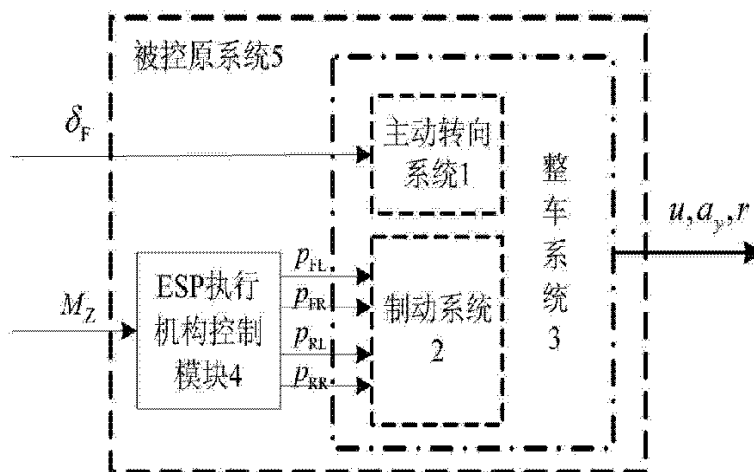 被控原系统5
δF
主动转向
系统1
整车系统3
u,ay,r
MZ
ESP执行
机构控制
模块4
pFL
pFR
pRL
pRR
制动系统
2